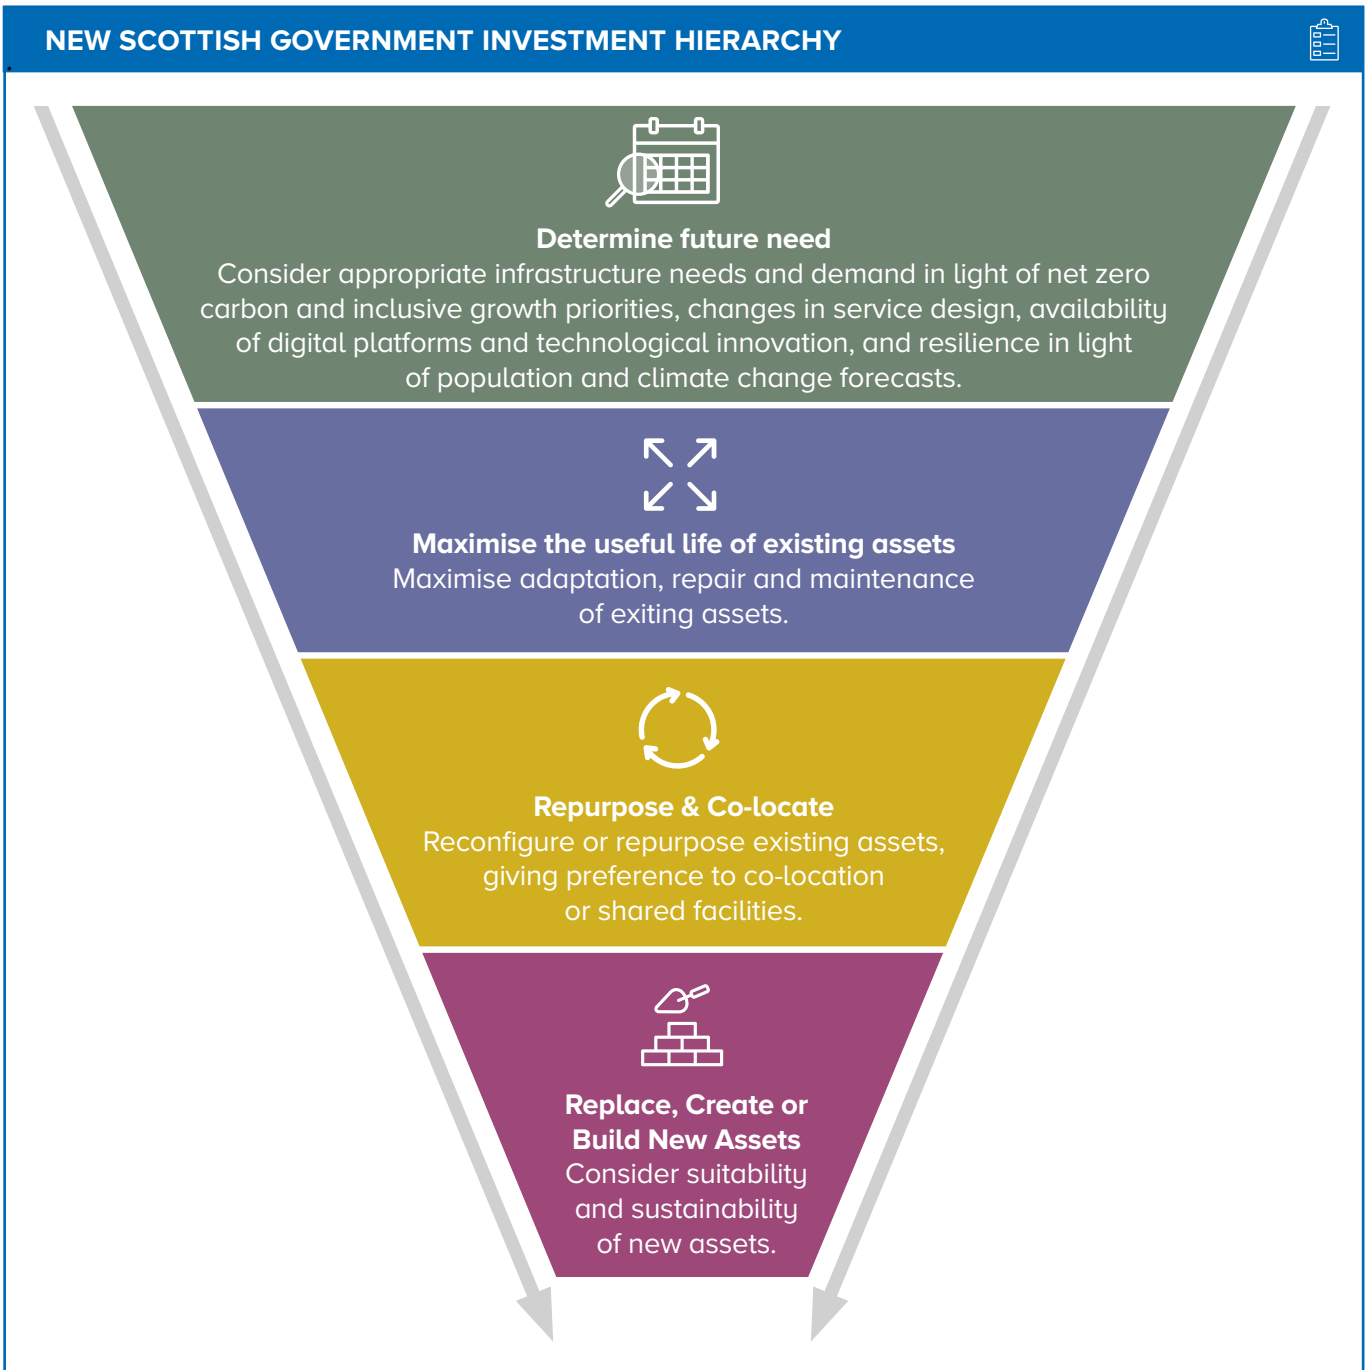 NEW SCOTTISH GOVERNMENT INVESTMENT HIERARCHY
Determine future need
Consider appropriate infrastructure needs and demand in light of net zero
carbon and inclusive growth priorities, changes in service design, availability
of digital platforms and technological innovation, and resilience in light
of population and climate change forecasts.
Maximise the useful life of existing assets
Maximise adaptation, repair and maintenance
of exiting assets.
Repurpose & Co-locate
Reconfigure or repurpose existing assets,
giving preference to co-location
or shared facilities.
Replace, Create or
Build New Assets
Consider suitability
and sustainability
of new assets.